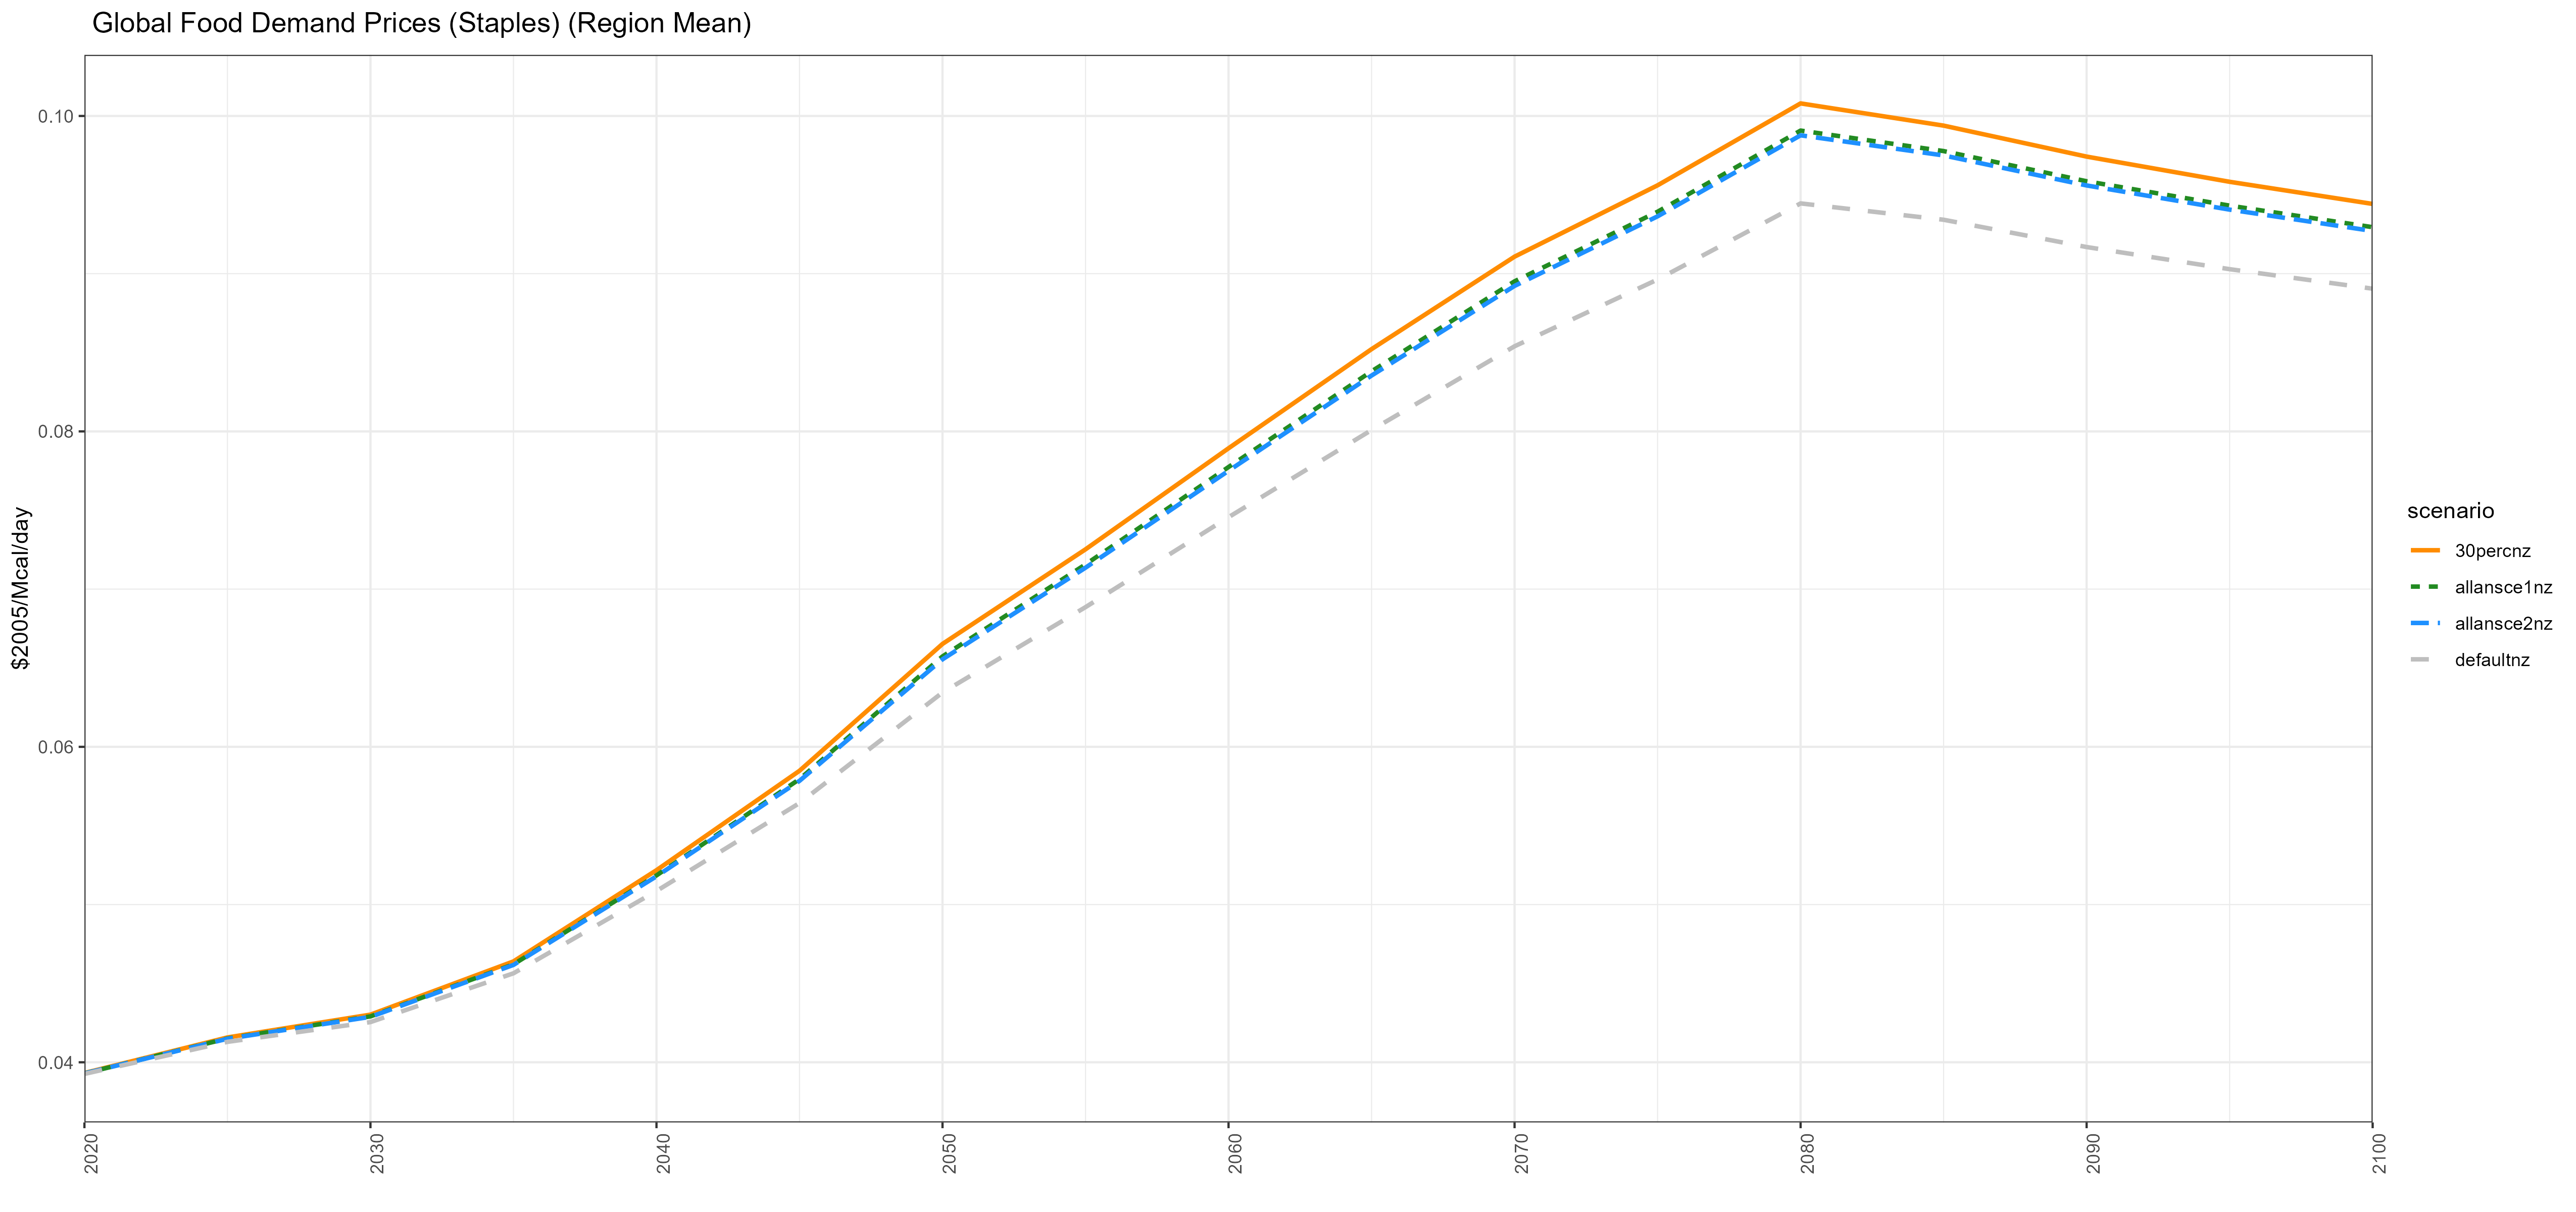 Global Food Demand Prices (Staples) (Region Mean)
$2005/Mcal/day
0.10
0.08
0.06
0.04
2020
2030
2040
2050
2060
2070
2080
2090
2100
scenario
30percnz
allansce1nz
allansce2nz
defaultnz